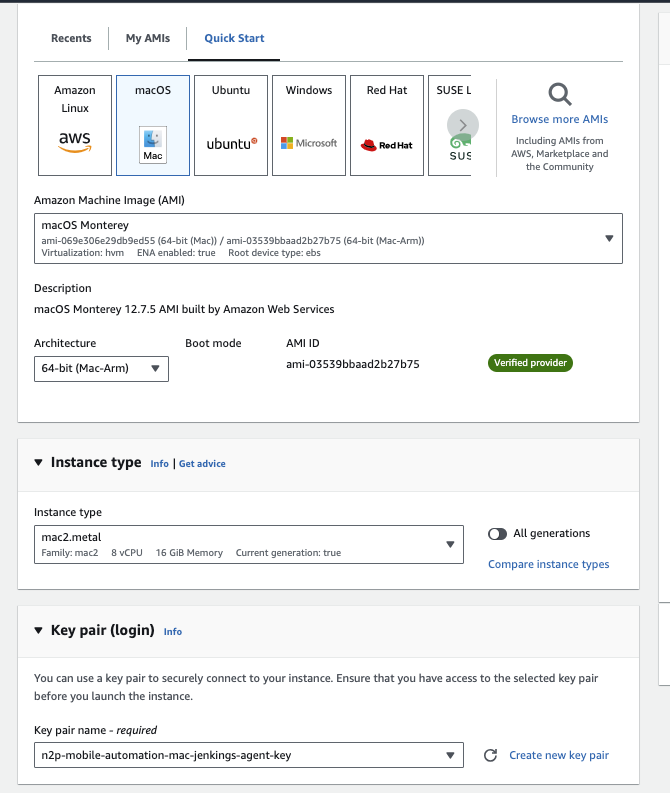 Recents
My AMIs
Quick Start
Amazon
Linux
aws
macOS
Mac
Ubuntu
ubuntu
Windows
Microsoft
Red Hat
Red Hat
SUSE L
SUS
Browse more AMIs
Including AMIs from
AWS, Marketplace and
the Community
Amazon Machine Image (AMI)
macOS Monterey
ami-069e306e29db9ed55 (64-bit (Mac)) / ami-03539bbaad2b27b75 (64-bit (Mac-Arm))
Virtualization: hvm ENA enabled: true Root device type: ebs
Description
macOS Monterey 12.7.5 AMI built by Amazon Web Services
Architecture
Boot mode
AMI ID
64-bit (Mac-Arm)
ami-03539bbaad2b27b75
Verified provider
Instance type Info | Get advice
Instance type
mac2.metal
Family: mac2 8 vCPU 16 GiB Memory Current generation: true
All generations
Compare instance types
Key pair (login) Info
You can use a key pair to securely connect to your instance. Ensure that you have access to the selected key pair
before you launch the instance.
Key pair name - required
n2p-mobile-automation-mac-jenkings-agent-key
Create new key pair